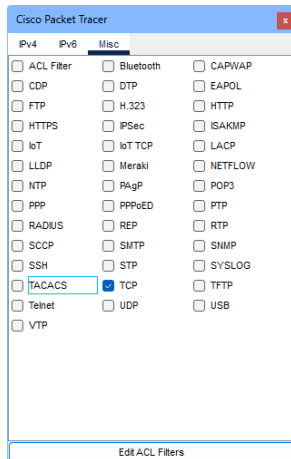 Cisco Packet Tracer
x
IPv4 IPv6 Misc
ACL Filter Bluetooth CAPWAP
CDP DTP EAPOL
FTP H.323 HTTP
HTTPS IPSec ISAKMP
IoT IoT TCP LACP
LLDP Meraki NETFLOW
NTP PAgP POP3
PPP PPPoED PTP
RADIUS REP RTP
SCCP SMTP SNMP
SSH STP SYSLOG
TACACS TCP TFTP
Telnet UDP USB
VTP
Edit ACL Filters